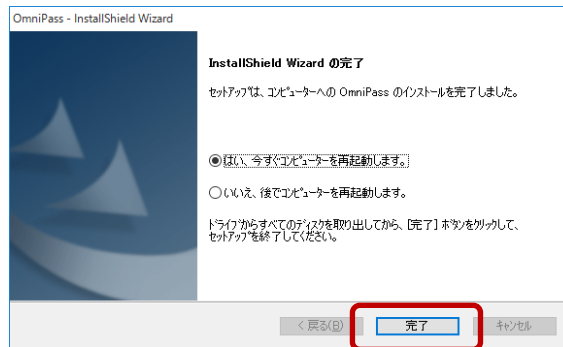 OmniPass - InstallShield Wizard
InstallShield Wizard の完了
ｾｯﾄｱｯﾌﾟは、ｺﾝﾋﾟｭｰﾀｰへの OmniPass のｲﾝｽﾄｰﾙを完了しました。
はい、今すぐｺﾝﾋﾟｭｰﾀｰを再起動します。
いいえ、後でｺﾝﾋﾟｭｰﾀｰを再起動します。
ﾄﾞﾗｲﾌﾞからすべてのﾃﾞｨｽｸを取り出してから、[完了] ﾎﾞﾀﾝをｸﾘｯｸして、
ｾｯﾄｱｯﾌﾟを終了してください。
< 戻る(B) 完了 ｷｬﾝｾﾙ